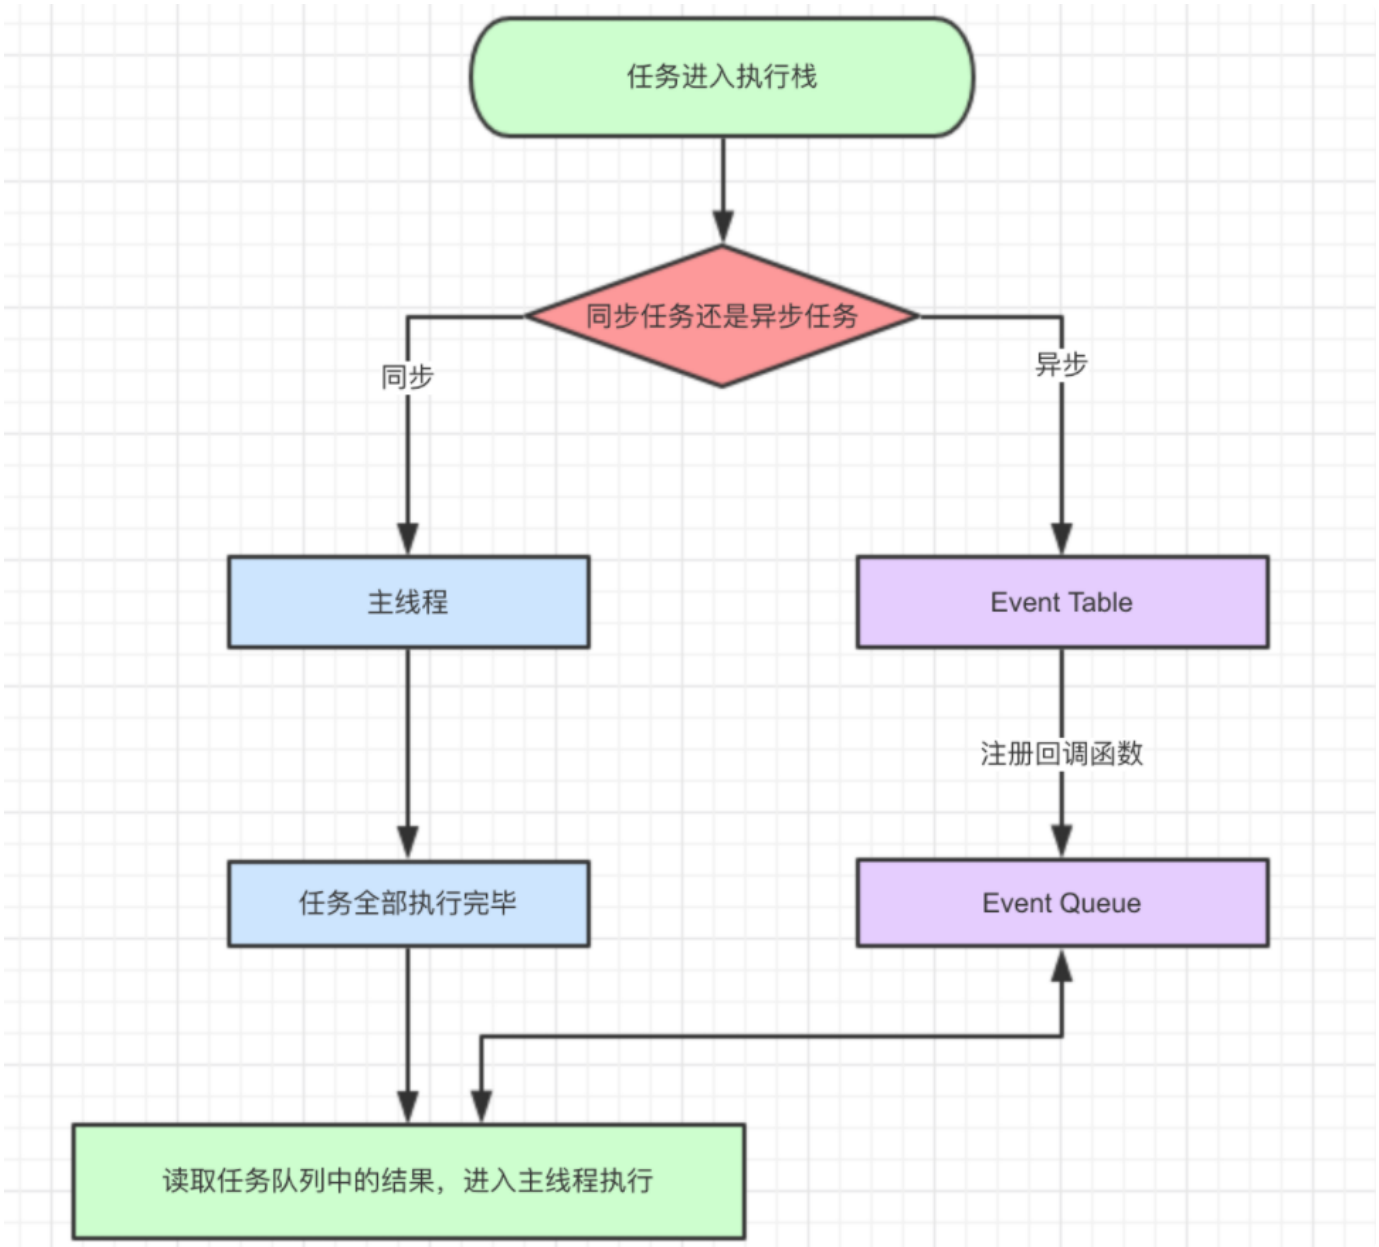 任务进入执行栈
同步任务还是异步任务
同步
异步
主线程
Event Table
注册回调函数
任务全部执行完毕
Event Queue
读取任务队列中的结果，进入主线程执行